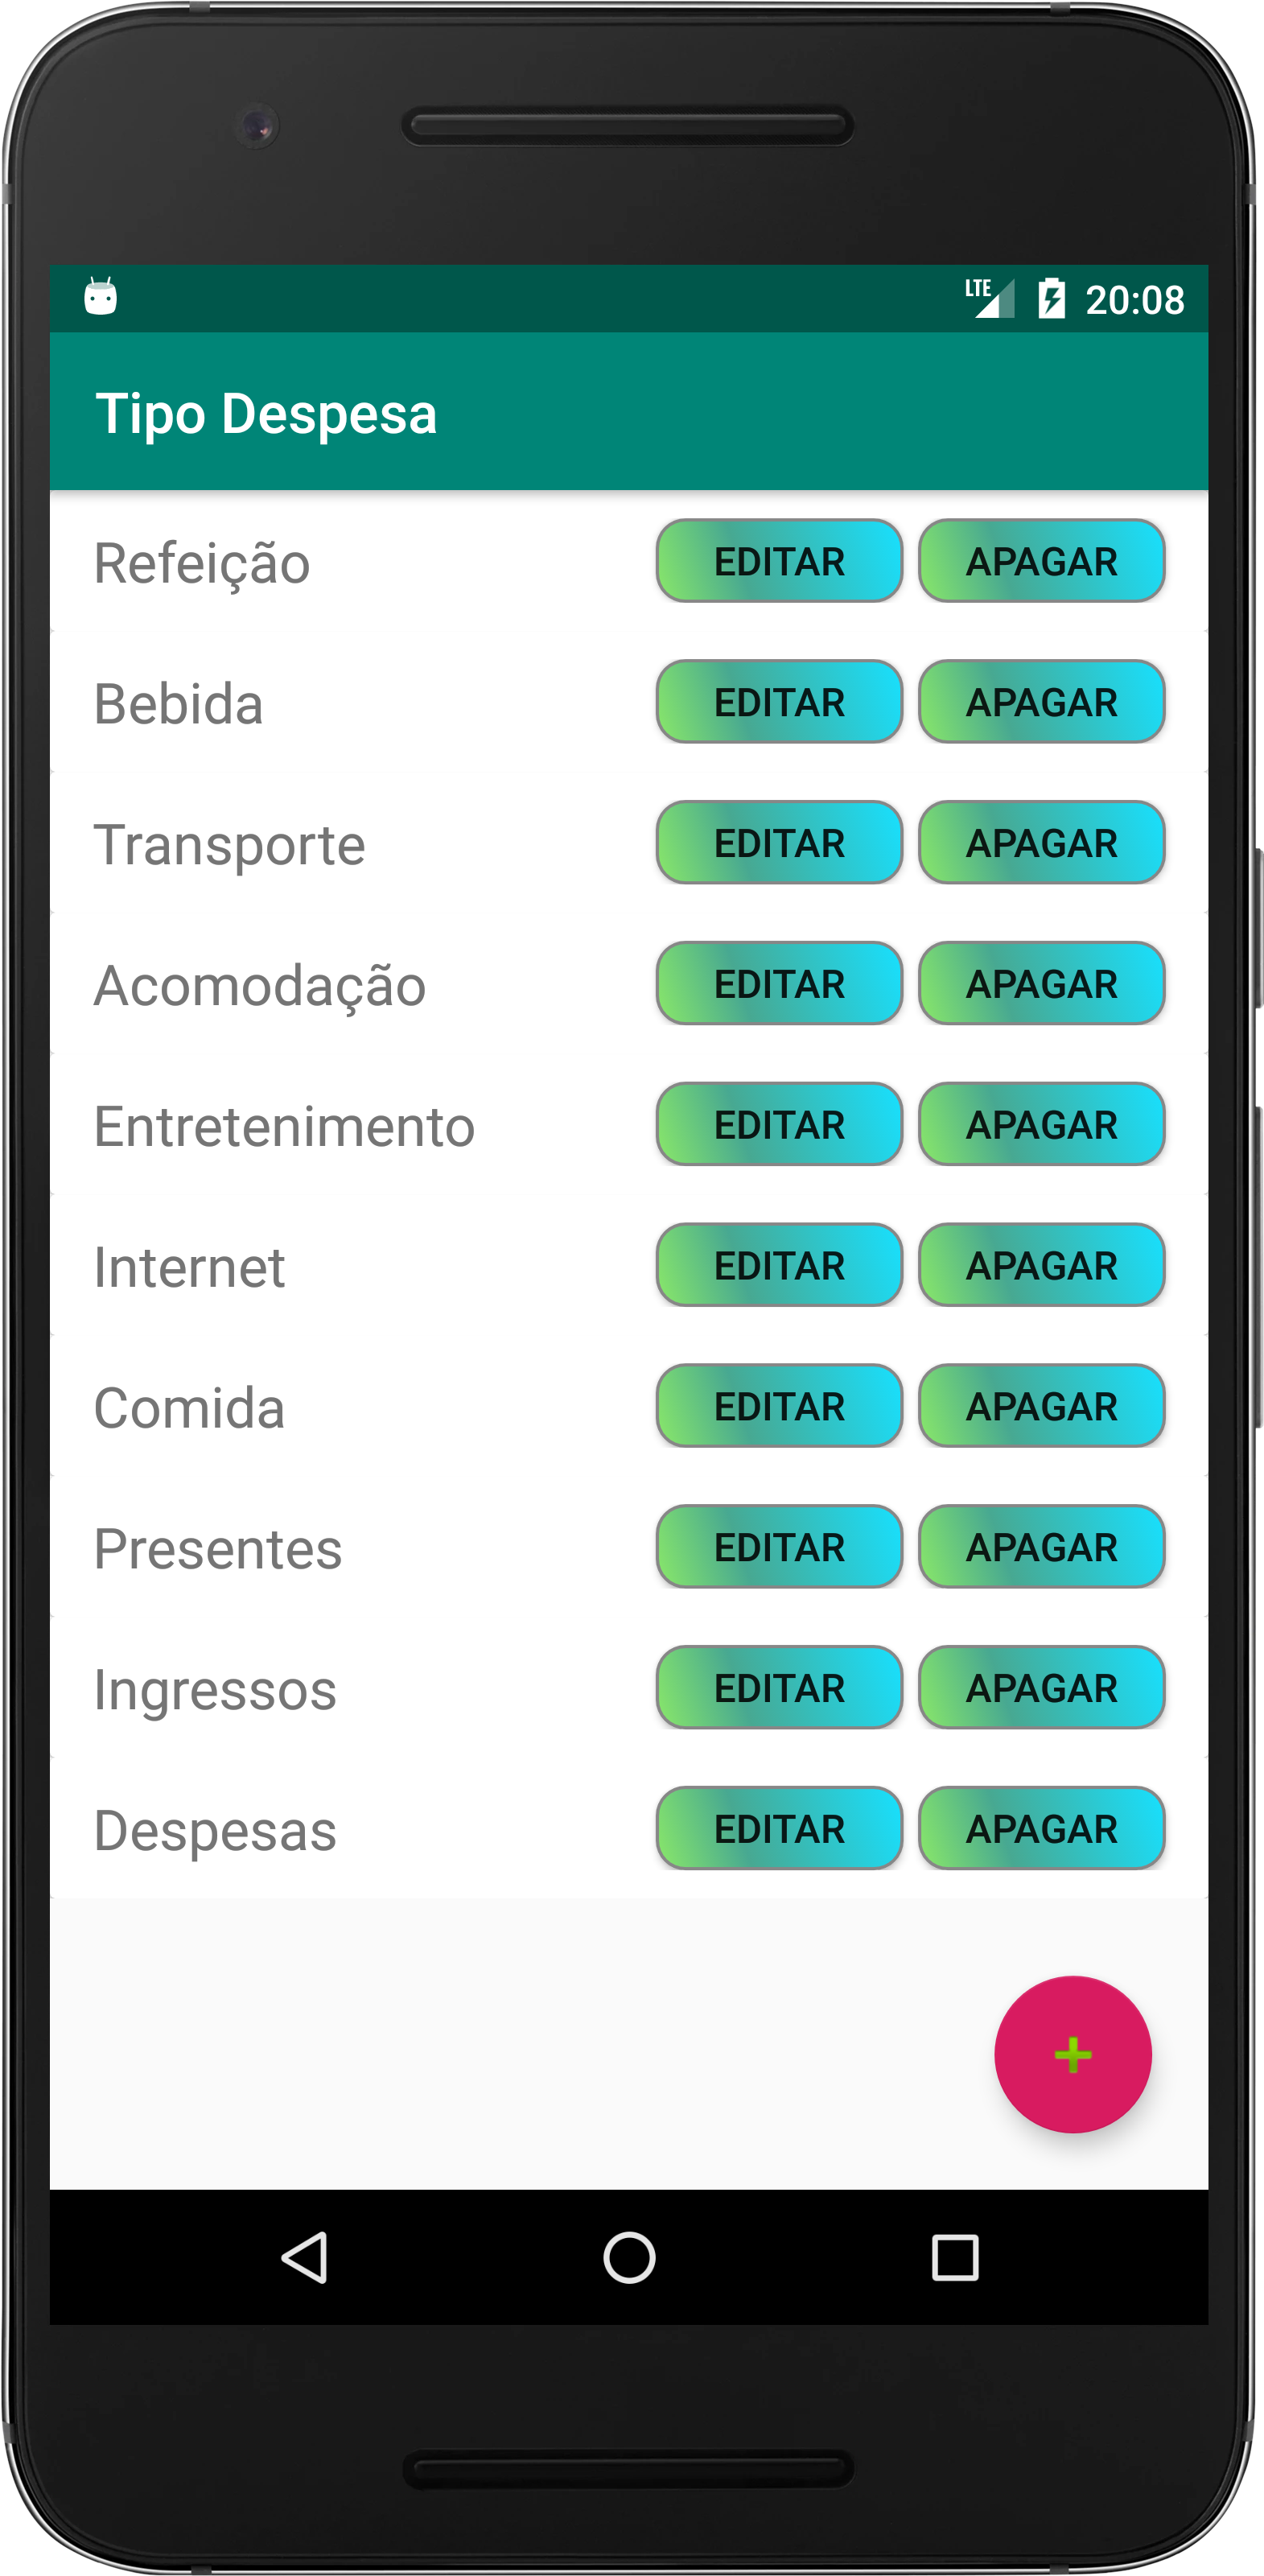 LTE 20:08
Tipo Despesa
Refeição EDITAR APAGAR
Bebida EDITAR APAGAR
Transporte EDITAR APAGAR
Acomodação EDITAR APAGAR
Entretenimento EDITAR APAGAR
Internet EDITAR APAGAR
Comida EDITAR APAGAR
Presentes EDITAR APAGAR
Ingressos EDITAR APAGAR
Despesas EDITAR APAGAR
+